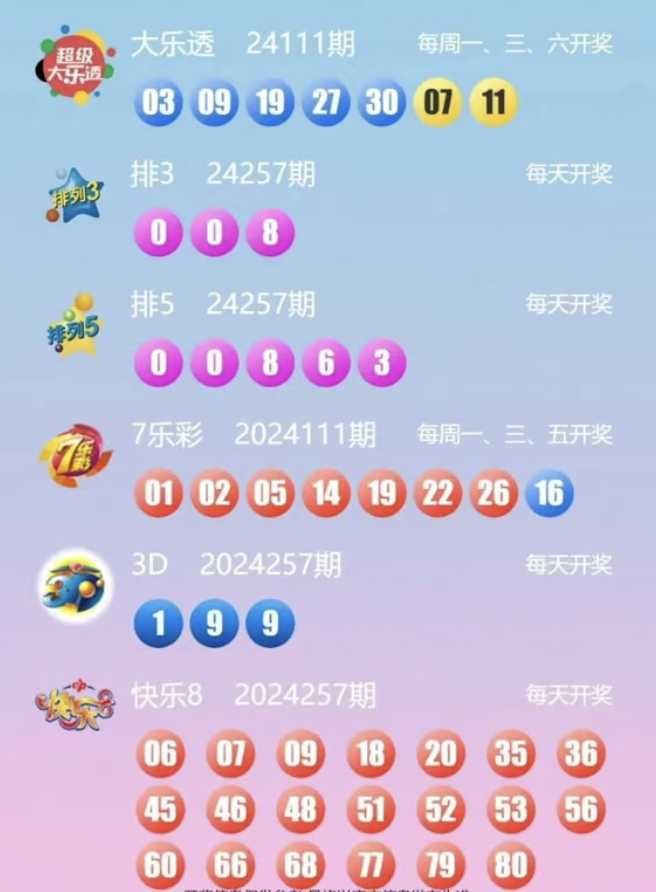 超级
大乐透
大乐透 24111期 每周一、三、六开奖
03 09 19 27 30 07 11
排列3
排3 24257期 每天开奖
0 0 8
排列5
排5 24257期 每天开奖
0 0 8 6 3
7乐彩
7乐彩 2024111期 每周一、三、五开奖
01 02 05 14 19 22 26 16
3D 2024257期 每天开奖
1 9 9
快乐8 2024257期 每天开奖
06 07 09 18 20 35 36
45 46 48 51 52 53 56
60 66 68 77 79 80